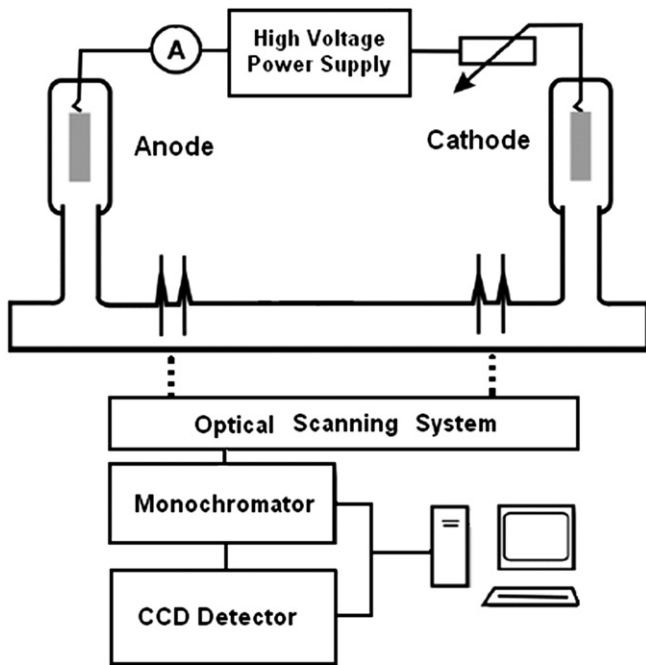 High Voltage
Power Supply
A
Anode
Cathode
Optical Scanning System
Monochromator
CCD Detector